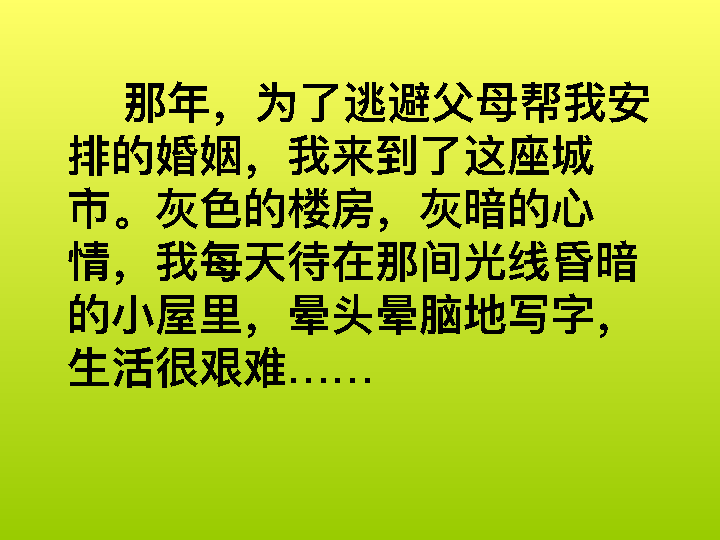 那年，为了逃避父母帮我安
排的婚姻，我来到了这座城
市。灰色的楼房，灰暗的心
情，我每天待在那间光线昏暗
的小屋里，晕头晕脑地写字，
生活很艰难……